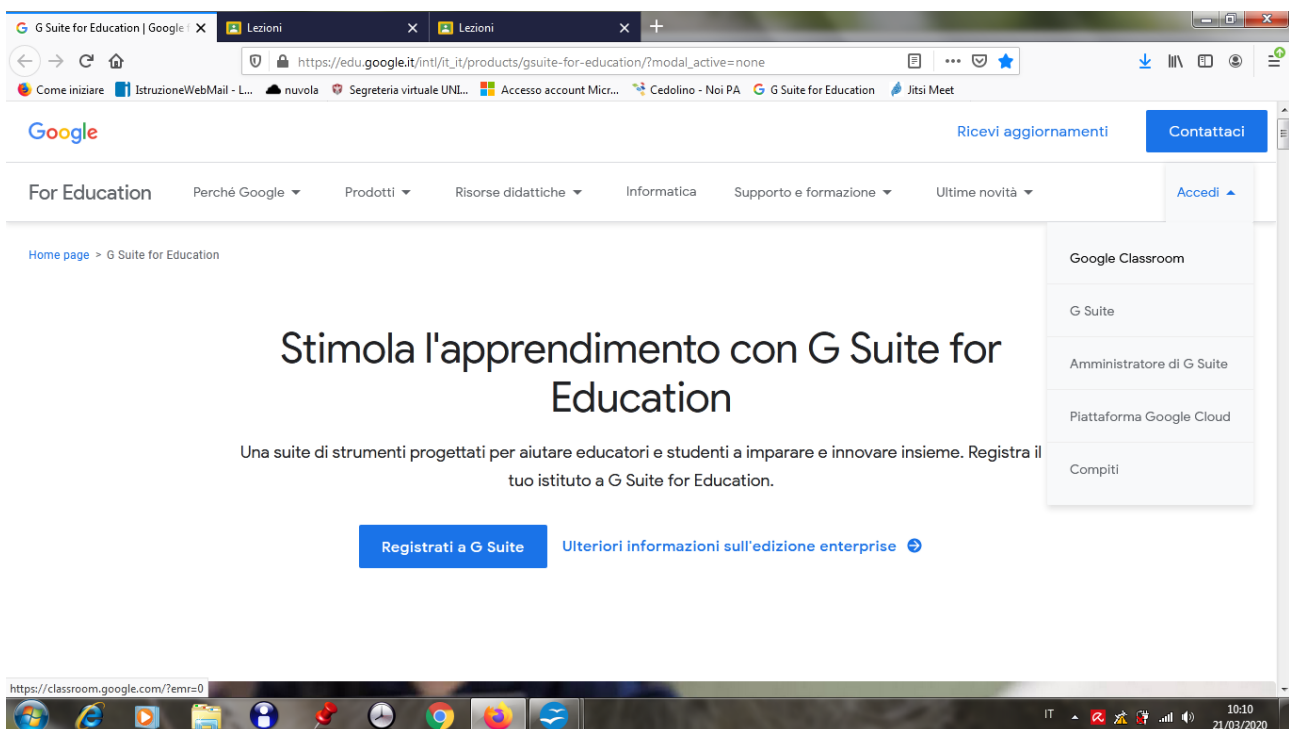 G Suite for Education | Google
Lezioni
Lezioni
https://edu.google.it/intl/it_it/products/gsuite-for-education/?modal_active=none
Come iniziare
IstruzioneWebMail - L...
nuvola
Segreteria virtuale UNI...
Accesso account Micr...
Cedolino - Noi PA
G Suite for Education
Jitsi Meet
Google
Ricevi aggiornamenti
Contattaci
For Education
Perché Google
Prodotti
Risorse didattiche
Informatica
Supporto e formazione
Ultime novità
Accedi
Home page > G Suite for Education
Google Classroom
G Suite
Amministratore di G Suite
Piattaforma Google Cloud
Compiti
Stimola l'apprendimento con G Suite for
Education
Una suite di strumenti progettati per aiutare educatori e studenti a imparare e innovare insieme. Registra il
tuo istituto a G Suite for Education.
Registrati a G Suite
Ulteriori informazioni sull'edizione enterprise
https://classroom.google.com/?emr=0
IT
10:10
21/03/2020